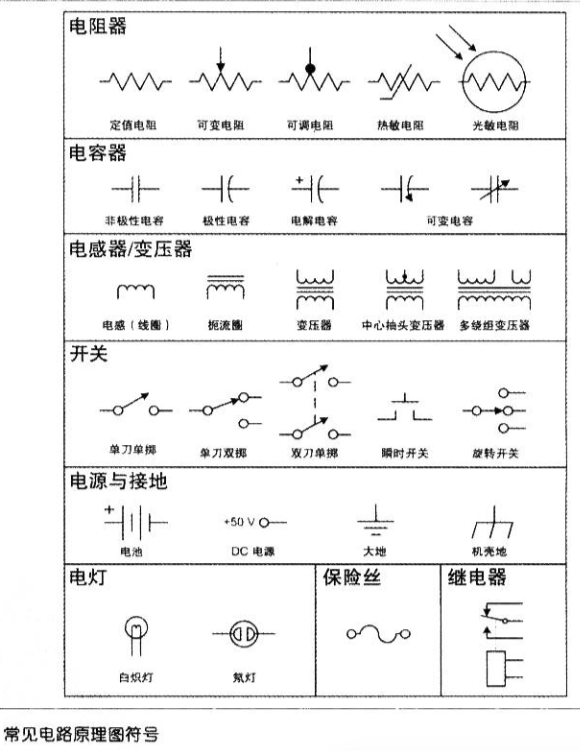 电阻器
定值电阻 可变电阻 可调电阻 热敏电阻 光敏电阻
电容器
+
非极性电容 极性电容 电解电容 可变电容
电感器/变压器
电感（线圈） 扼流圈 变压器 中心抽头变压器 多绕组变压器
开关
单刀单掷 单刀双掷 双刀单掷 瞬时开关 旋转开关
电源与接地
+ +50 V
电池 DC 电源 大地 机壳地
电灯 保险丝 继电器
白炽灯 氖灯
常见电路原理图符号